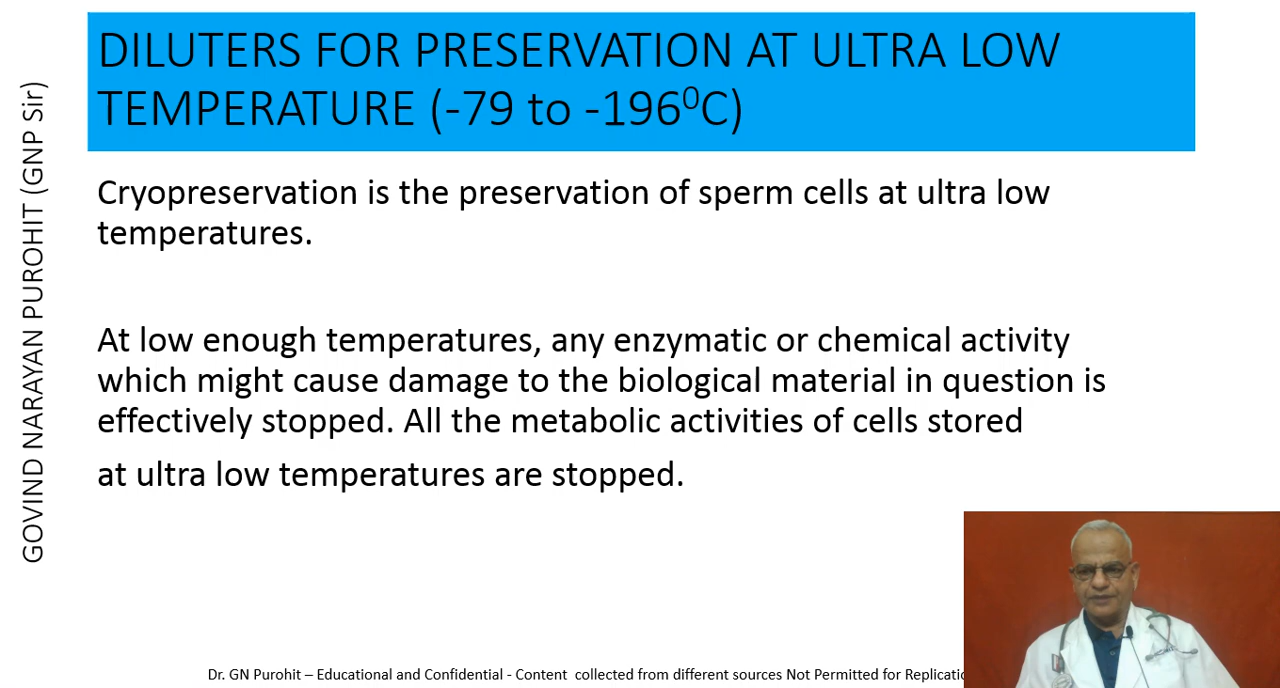 DILUTERS FOR PRESERVATION AT ULTRA LOW
TEMPERATURE (-79 to -196⁰C)
GOVIND NARAYAN PUROHIT (GNP Sir)
Cryopreservation is the preservation of sperm cells at ultra low
temperatures.
At low enough temperatures, any enzymatic or chemical activity
which might cause damage to the biological material in question is
effectively stopped. All the metabolic activities of cells stored
at ultra low temperatures are stopped.
Dr. GN Purohit – Educational and Confidential - Content collected from different sources Not Permitted for